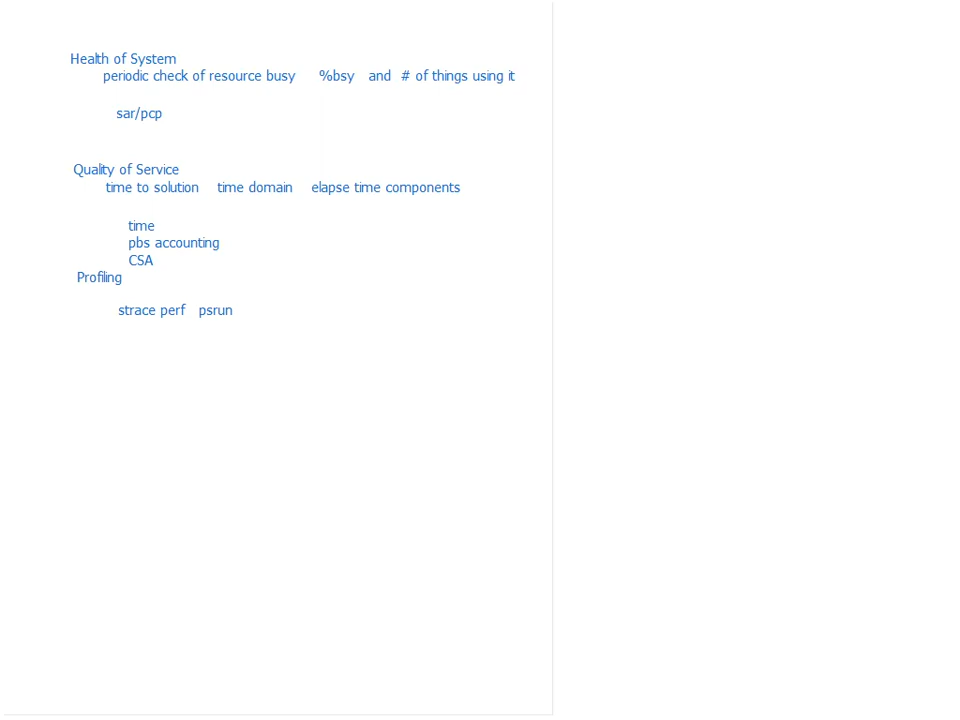 Health of System
periodic check of resource busy %bsy and # of things using it
sar/pcp
Quality of Service
time to solution time domain elapse time components
time
pbs accounting
CSA
Profiling
strace perf psrun